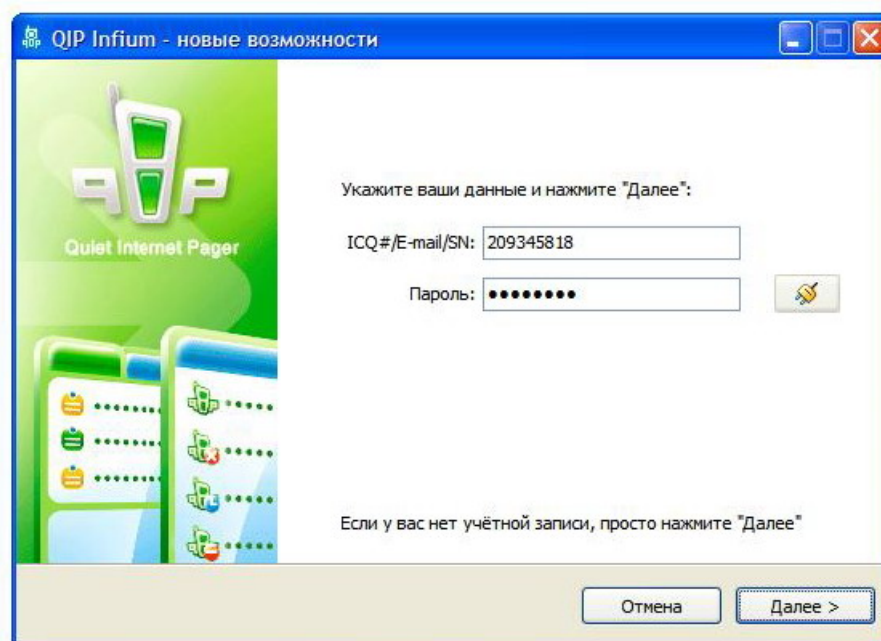 QIP Infium - новые возможности
qip
Quiet Internet Pager
Укажите ваши данные и нажмите "Далее":
ICQ#/E-mail/SN: 209345818
Пароль: ●●●●●●●●
Если у вас нет учётной записи, просто нажмите "Далее"
Отмена
Далее >